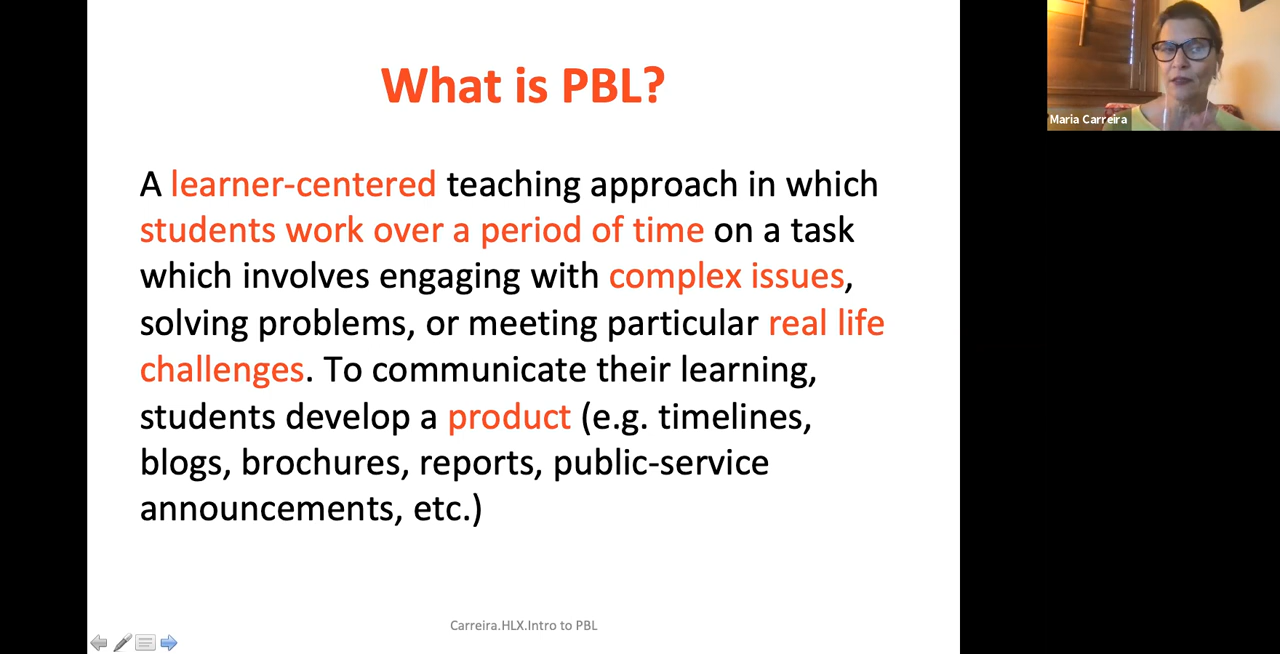 What is PBL?
A learner-centered teaching approach in which
students work over a period of time on a task
which involves engaging with complex issues,
solving problems, or meeting particular real life
challenges. To communicate their learning,
students develop a product (e.g. timelines,
blogs, brochures, reports, public-service
announcements, etc.)
Carreira.HLX.Intro to PBL
Maria Carreira